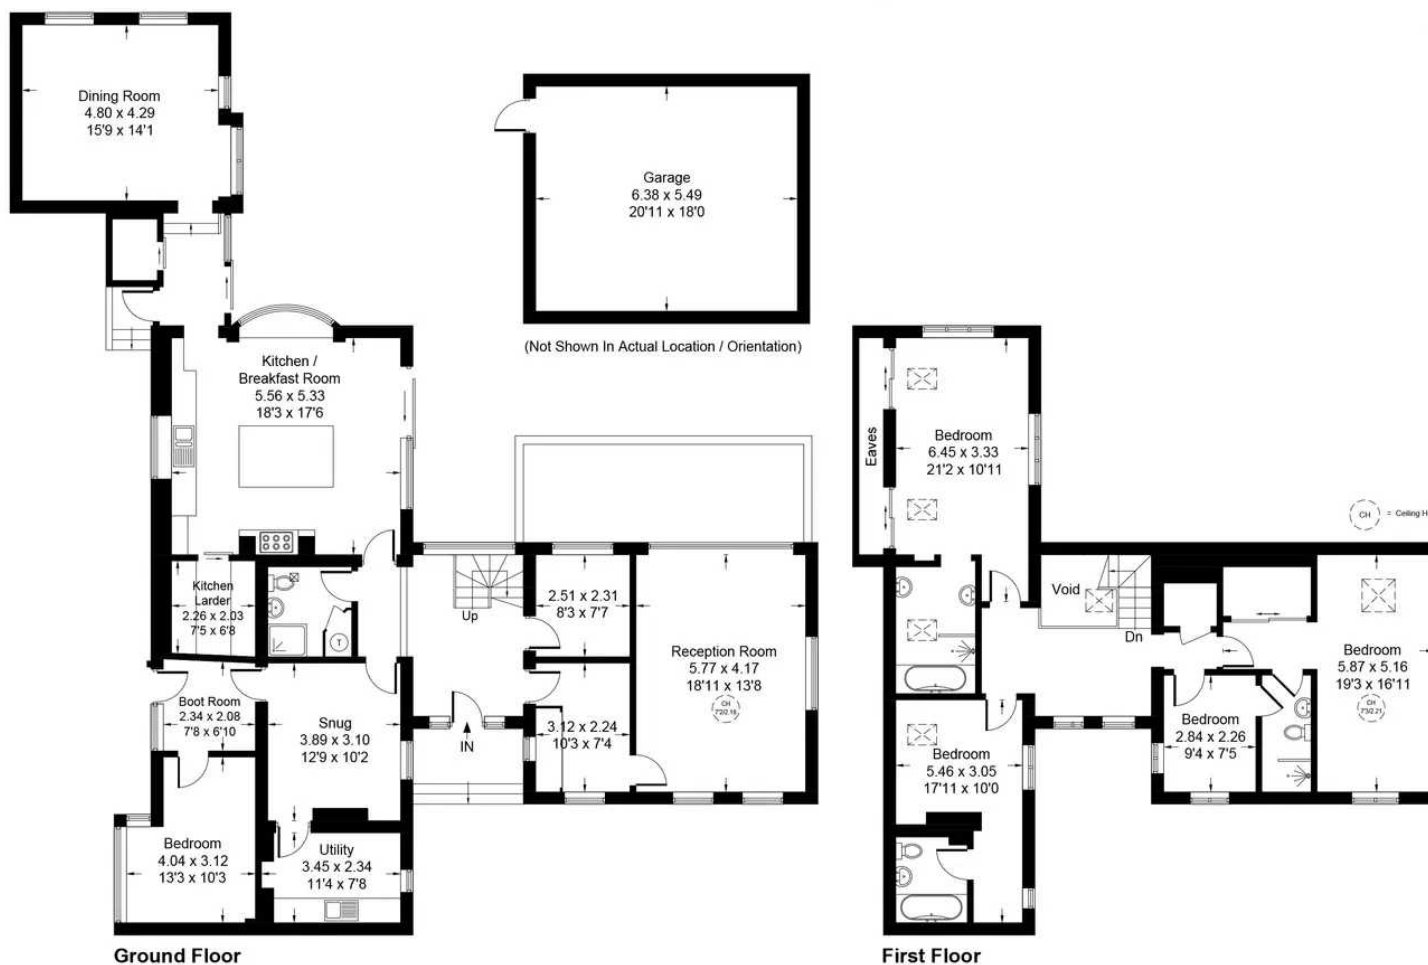 Dining Room
4.80 x 4.29
15'9 x 14'1
Garage
6.38 x 5.49
20'11 x 18'0
(Not Shown In Actual Location / Orientation)
Kitchen /
Breakfast Room
5.56 x 5.33
18'3 x 17'6
Kitchen
Larder
2.26 x 2.03
7'5 x 6'8
T
Up
2.51 x 2.31
8'3 x 7'7
Reception Room
5.77 x 4.17
18'11 x 13'8
CH
7'2/2.18
Boot Room
2.34 x 2.08
7'8 x 6'10
Snug
3.89 x 3.10
12'9 x 10'2
IN
3.12 x 2.24
10'3 x 7'4
Bedroom
4.04 x 3.12
13'3 x 10'3
Utility
3.45 x 2.34
11'4 x 7'8
Ground Floor
Eaves
Bedroom
6.45 x 3.33
21'2 x 10'11
CH
= Ceiling H
Void
Dn
Bedroom
5.87 x 5.16
19'3 x 16'11
CH
7'3/2.21
Bedroom
2.84 x 2.26
9'4 x 7'5
Bedroom
5.46 x 3.05
17'11 x 10'0
First Floor